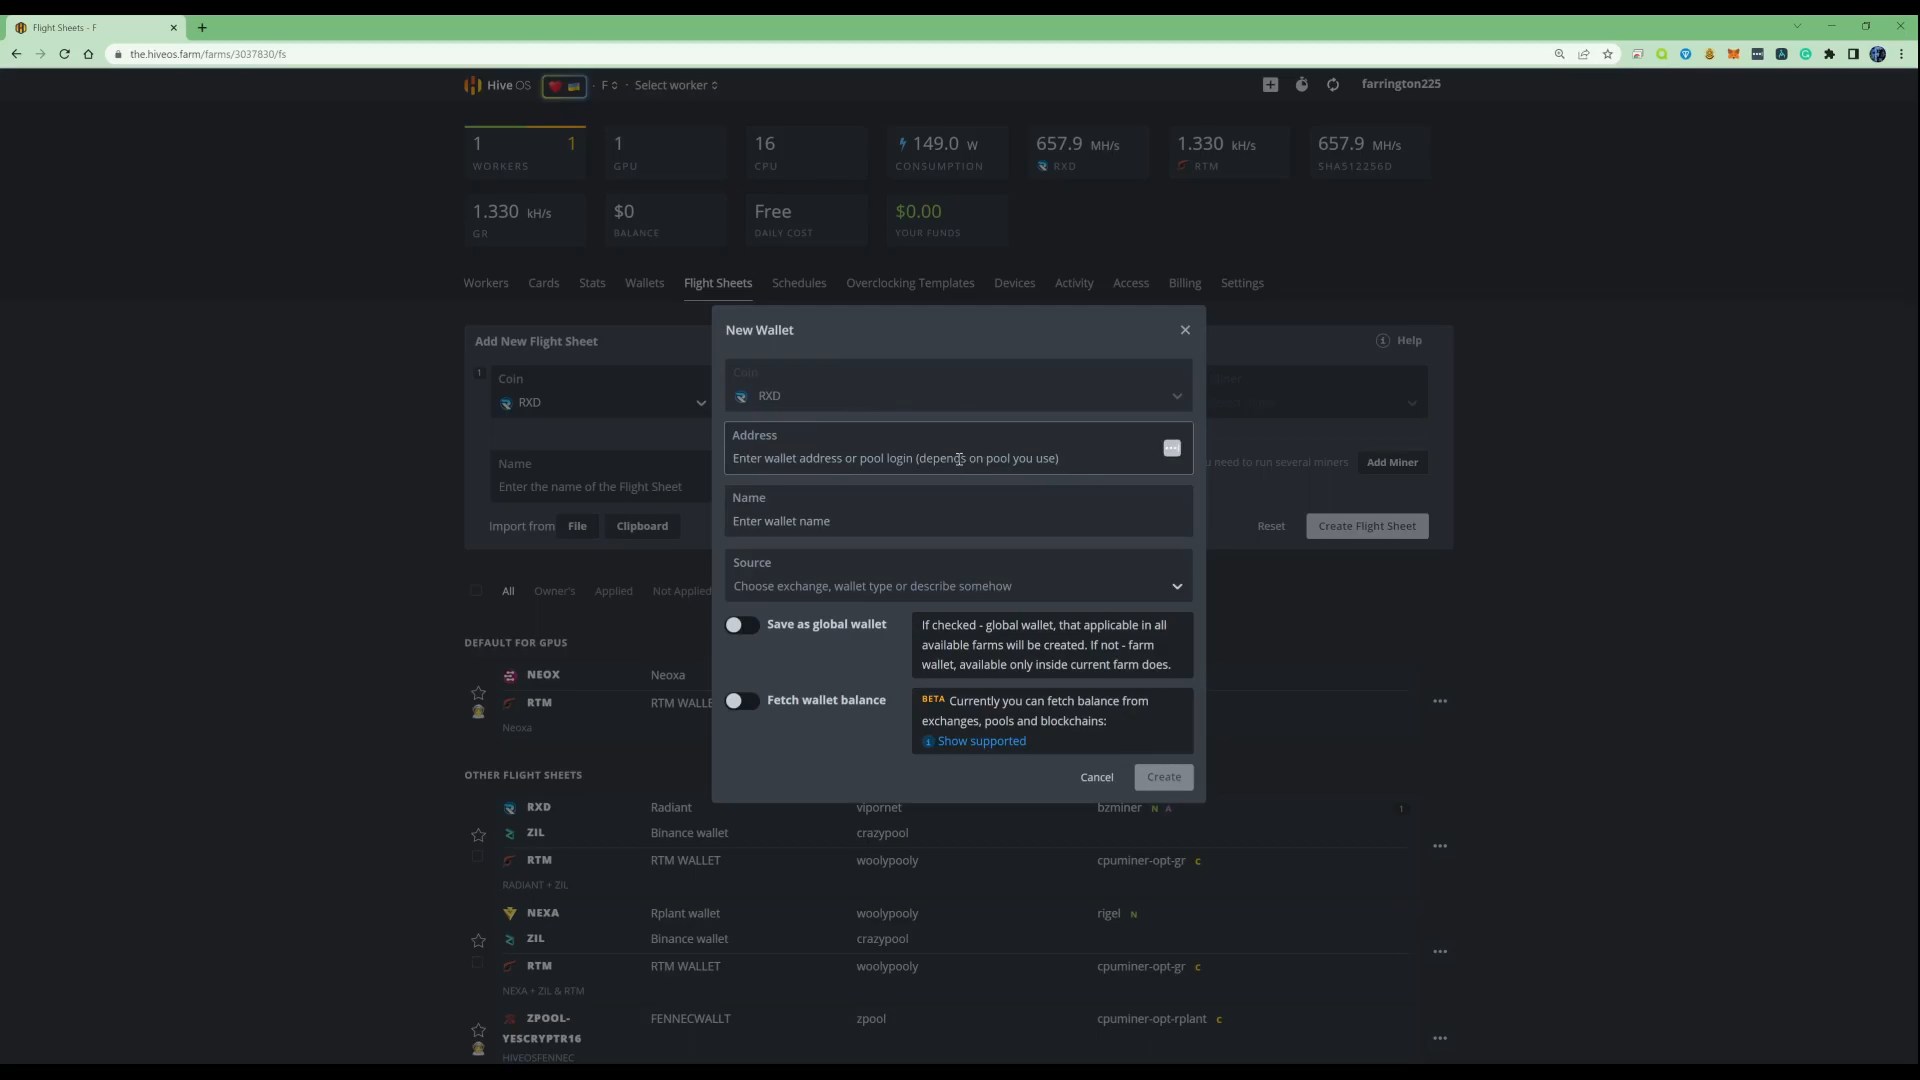 Flight Sheets - F
the.hiveos.farm/farms/3037830/fs
Hive OS
F
Select worker
farrington225
1 1
WORKERS
1
GPU
16
CPU
149.0 W
CONSUMPTION
657.9 MH/s
RXD
1.330 kH/s
RTM
657.9 MH/s
SHA512256D
1.330 kH/s
GR
$0
BALANCE
Free
DAILY COST
$0.00
YOUR FUNDS
Workers Cards Stats Wallets Flight Sheets Schedules Overclocking Templates Devices Activity Access Billing Settings
Add New Flight Sheet
Help
1
Coin
RXD
Name
Enter the name of the Flight Sheet
need to run several miners
Add Miner
Import from File Clipboard
Reset Create Flight Sheet
New Wallet
Coin
RXD
Address
Enter wallet address or pool login (depends on pool you use)
Name
Enter wallet name
Source
Choose exchange, wallet type or describe somehow
Save as global wallet
If checked - global wallet, that applicable in all
available farms will be created. If not - farm
wallet, available only inside current farm does.
Fetch wallet balance
BETA Currently you can fetch balance from
exchanges, pools and blockchains:
Show supported
Cancel Create
All Owner's Applied Not Applied
DEFAULT FOR GPUS
NEOX Neoxa
RTM RTM WALLE
Neoxa
OTHER FLIGHT SHEETS
RXD Radiant vipornet bzminer N A 1
ZIL Binance wallet crazypool
RTM RTM WALLET woolypooly cpuminer-opt-gr C
RADIANT + ZIL
NEXA Rplant wallet woolypooly rigel N
ZIL Binance wallet crazypool
RTM RTM WALLET woolypooly cpuminer-opt-gr C
NEXA + ZIL & RTM
ZPOOL- FENNECWALLT zpool cpuminer-opt-rplant C
YESCRYPTR16
HIVEOSFENNEC